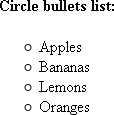 Circle bullets list:
Apples
Bananas
Lemons
Oranges